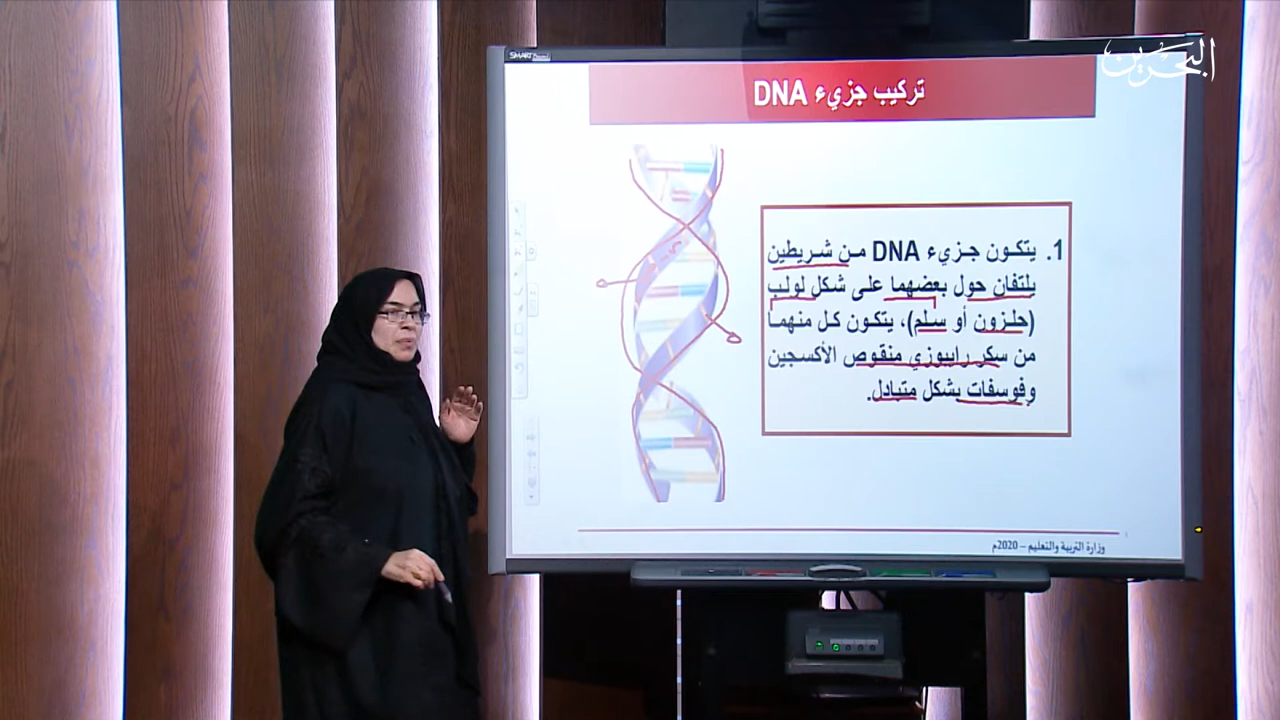 البحرين
SMART
تركيب جزيء DNA
1. يتكون جزيء DNA من شريطين
يلتفان حول بعضهما على شكل لولب
(حلزون أو سلم)، يتكون كل منهما
من سكر رايبوزي منقوص الأكسجين
وفوسفات بشكل متبادل.
وزارة التربية والتعليم – 2020م